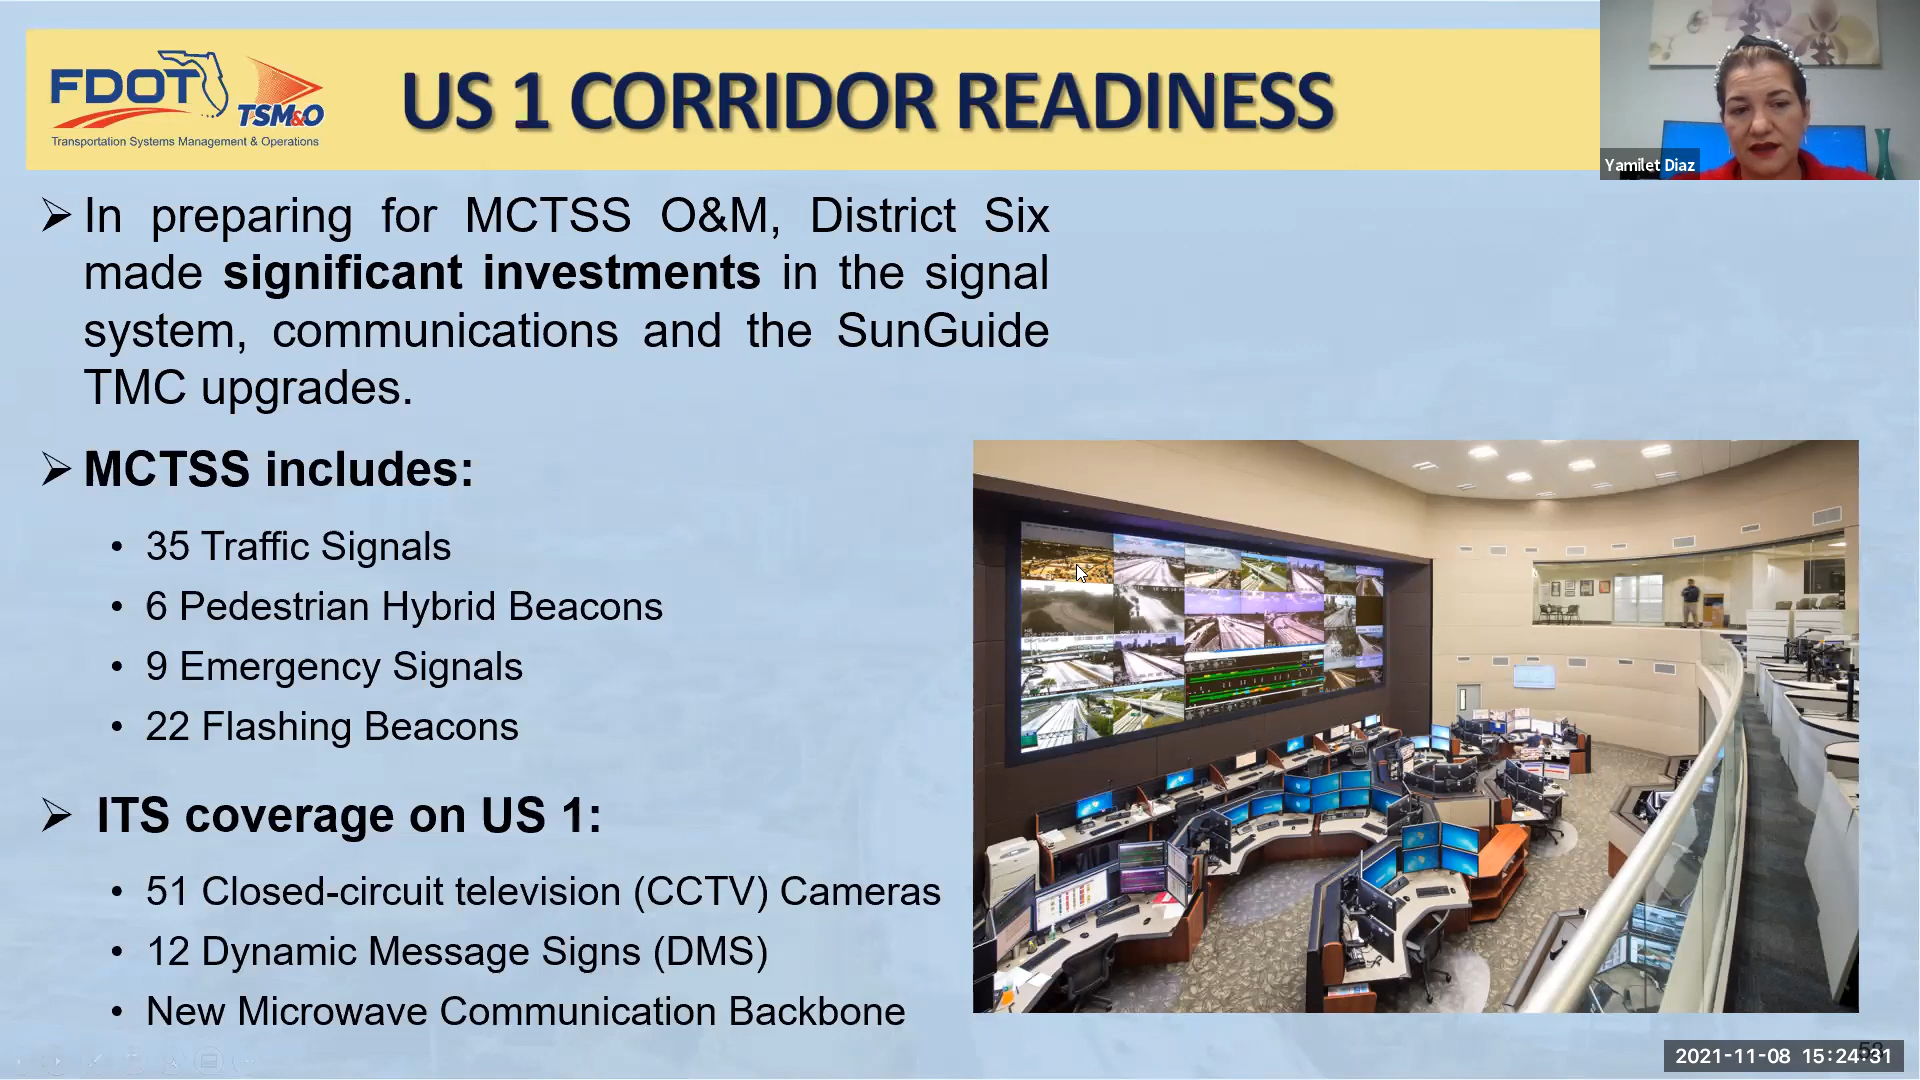 FDOT
TSM&O
Transportation Systems Management & Operations
US 1 CORRIDOR READINESS
Yamilet Diaz
In preparing for MCTSS O&M, District Six
made significant investments in the signal
system, communications and the SunGuide
TMC upgrades.
MCTSS includes:
• 35 Traffic Signals
• 6 Pedestrian Hybrid Beacons
• 9 Emergency Signals
• 22 Flashing Beacons
ITS coverage on US 1:
• 51 Closed-circuit television (CCTV) Cameras
• 12 Dynamic Message Signs (DMS)
• New Microwave Communication Backbone
2021-11-08 15:24:31